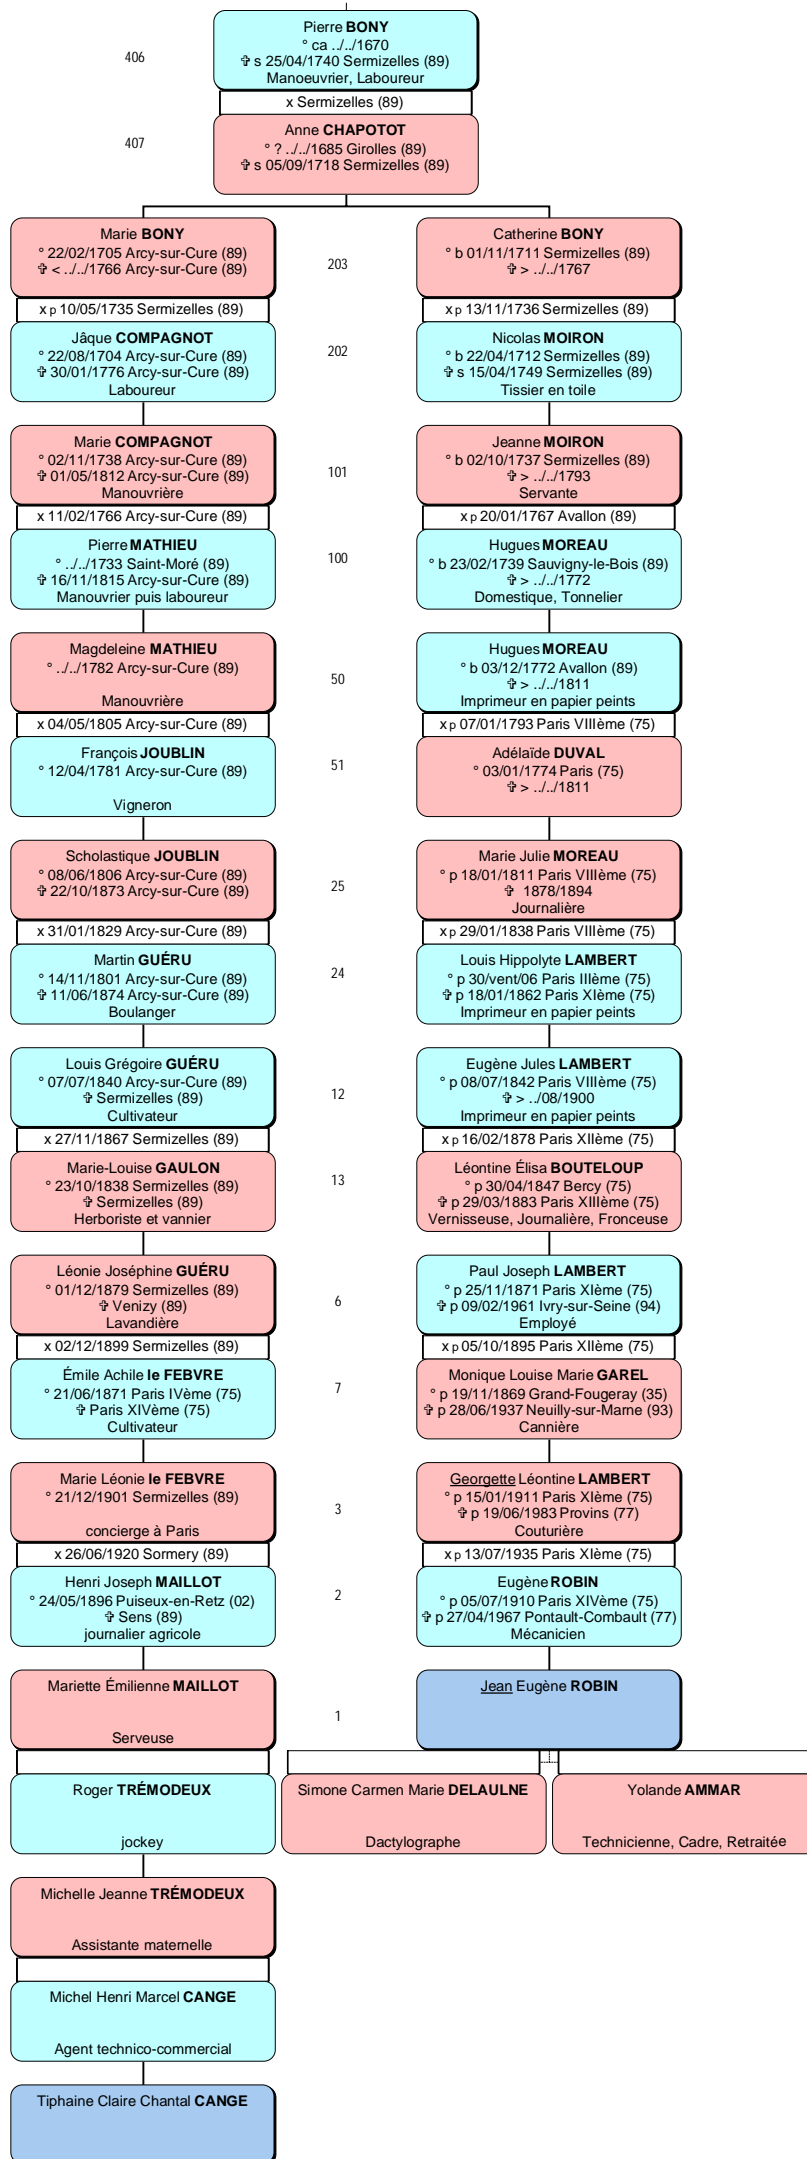 406
Pierre BONY
° ca ../../1670
✞ s 25/04/1740 Sermizelles (89)
Manoeuvrier, Laboureur
x Sermizelles (89)
407
Anne CHAPOTOT
° ? ../../1685 Girolles (89)
✞ s 05/09/1718 Sermizelles (89)
Marie BONY
° 22/02/1705 Arcy-sur-Cure (89)
✞ < ../../1766 Arcy-sur-Cure (89)
203
Catherine BONY
° b 01/11/1711 Sermizelles (89)
✞ > ../../1767
x p 10/05/1735 Sermizelles (89)
x p 13/11/1736 Sermizelles (89)
Jâque COMPAGNOT
° 22/08/1704 Arcy-sur-Cure (89)
✞ 30/01/1776 Arcy-sur-Cure (89)
Laboureur
202
Nicolas MOIRON
° b 22/04/1712 Sermizelles (89)
✞ s 15/04/1749 Sermizelles (89)
Tissier en toile
Marie COMPAGNOT
° 02/11/1738 Arcy-sur-Cure (89)
✞ 01/05/1812 Arcy-sur-Cure (89)
Manouvrière
101
Jeanne MOIRON
° b 02/10/1737 Sermizelles (89)
✞ > ../../1793
Servante
x 11/02/1766 Arcy-sur-Cure (89)
x p 20/01/1767 Avallon (89)
Pierre MATHIEU
° ../../1733 Saint-Moré (89)
✞ 16/11/1815 Arcy-sur-Cure (89)
Manouvrier puis laboureur
100
Hugues MOREAU
° b 23/02/1739 Sauvigny-le-Bois (89)
✞ > ../../1772
Domestique, Tonnelier
Magdeleine MATHIEU
° ../../1782 Arcy-sur-Cure (89)
Manouvrière
50
Hugues MOREAU
° b 03/12/1772 Avallon (89)
✞ > ../../1811
Imprimeur en papier peints
x 04/05/1805 Arcy-sur-Cure (89)
x p 07/01/1793 Paris VIIIème (75)
François JOUBLIN
° 12/04/1781 Arcy-sur-Cure (89)
Vigneron
51
Adélaïde DUVAL
° 03/01/1774 Paris (75)
✞ > ../../1811
Scholastique JOUBLIN
° 08/06/1806 Arcy-sur-Cure (89)
✞ 22/10/1873 Arcy-sur-Cure (89)
25
Marie Julie MOREAU
° p 18/01/1811 Paris VIIIème (75)
✞ 1878/1894
Journalière
x 31/01/1829 Arcy-sur-Cure (89)
x p 29/01/1838 Paris VIIIème (75)
Martin GUÉRU
° 14/11/1801 Arcy-sur-Cure (89)
✞ 11/06/1874 Arcy-sur-Cure (89)
Boulanger
24
Louis Hippolyte LAMBERT
° p 30/vent/06 Paris IIIème (75)
✞ p 18/01/1862 Paris XIème (75)
Imprimeur en papier peints
Louis Grégoire GUÉRU
° 07/07/1840 Arcy-sur-Cure (89)
✞ Sermizelles (89)
Cultivateur
12
Eugène Jules LAMBERT
° p 08/07/1842 Paris VIIIème (75)
✞ > ../08/1900
Imprimeur en papier peints
x 27/11/1867 Sermizelles (89)
x p 16/02/1878 Paris XIIème (75)
Marie-Louise GAULON
° 23/10/1838 Sermizelles (89)
✞ Sermizelles (89)
Herboriste et vannier
13
Léontine Élisa BOUTELOUP
° p 30/04/1847 Bercy (75)
✞ p 29/03/1883 Paris XIIIème (75)
Vernisseuse, Journalière, Fronceuse
Léonie Joséphine GUÉRU
° 01/12/1879 Sermizelles (89)
✞ Venizy (89)
Lavandière
6
Paul Joseph LAMBERT
° p 25/11/1871 Paris XIème (75)
✞ p 09/02/1961 Ivry-sur-Seine (94)
Employé
x 02/12/1899 Sermizelles (89)
x p 05/10/1895 Paris XIIème (75)
Émile Achile le FEBVRE
° 21/06/1871 Paris IVème (75)
✞ Paris XIVème (75)
Cultivateur
7
Monique Louise Marie GAREL
° p 19/11/1869 Grand-Fougeray (35)
✞ p 28/06/1937 Neuilly-sur-Marne (93)
Cannière
Marie Léonie le FEBVRE
° 21/12/1901 Sermizelles (89)
concierge à Paris
3
Georgette Léontine LAMBERT
° p 15/01/1911 Paris XIème (75)
✞ p 19/06/1983 Provins (77)
Couturière
x 26/06/1920 Sormery (89)
x p 13/07/1935 Paris XIème (75)
Henri Joseph MAILLOT
° 24/05/1896 Puiseux-en-Retz (02)
✞ Sens (89)
journalier agricole
2
Eugène ROBIN
° p 05/07/1910 Paris XIVème (75)
✞ p 27/04/1967 Pontault-Combault (77)
Mécanicien
Mariette Émilienne MAILLOT
Serveuse
1
Jean Eugène ROBIN
Roger TRÉMODEUX
jockey
Simone Carmen Marie DELAULNE
Dactylographe
Yolande AMMAR
Technicienne, Cadre, Retraitée
Michelle Jeanne TRÉMODEUX
Assistante maternelle
Michel Henri Marcel CANGE
Agent technico-commercial
Tiphaine Claire Chantal CANGE